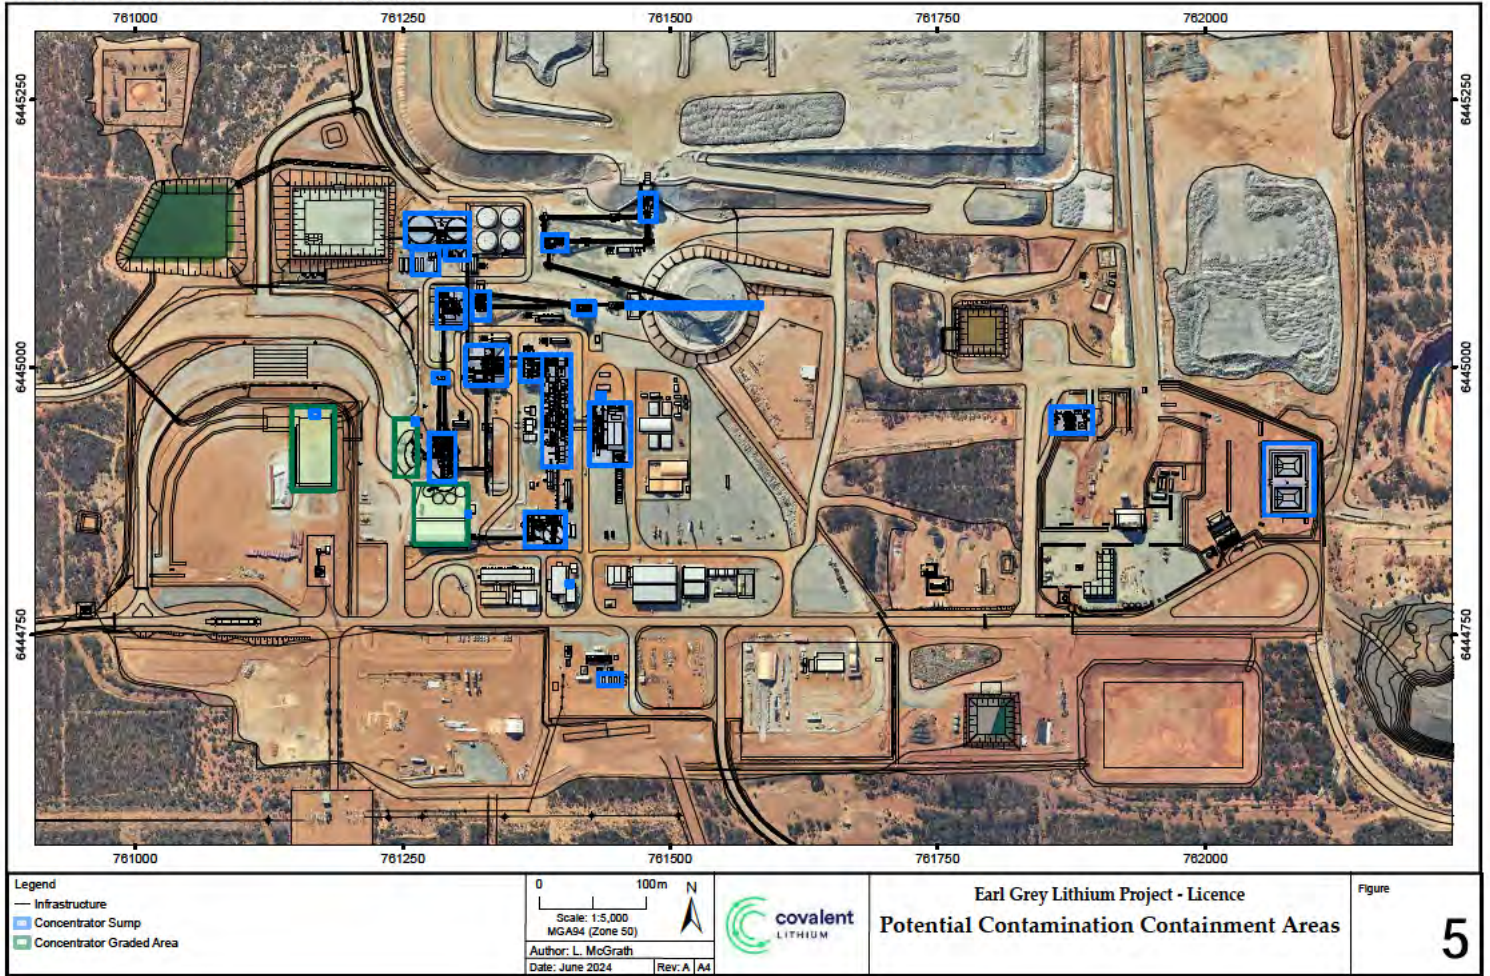 761000 761250 761500 761750 762000
6445250 6445250
6445000 6445000
6444750 6444750
761000 761250 761500 761750 762000
Legend
Infrastructure
Concentrator Sump
Concentrator Graded Area
0 100m N
Scale: 1:5,000
MGA94 (Zone 50)
Author: L. McGrath
Date: June 2024 Rev: A A4
covalent
LITHIUM
Earl Grey Lithium Project - Licence
Potential Contamination Containment Areas
Figure
5